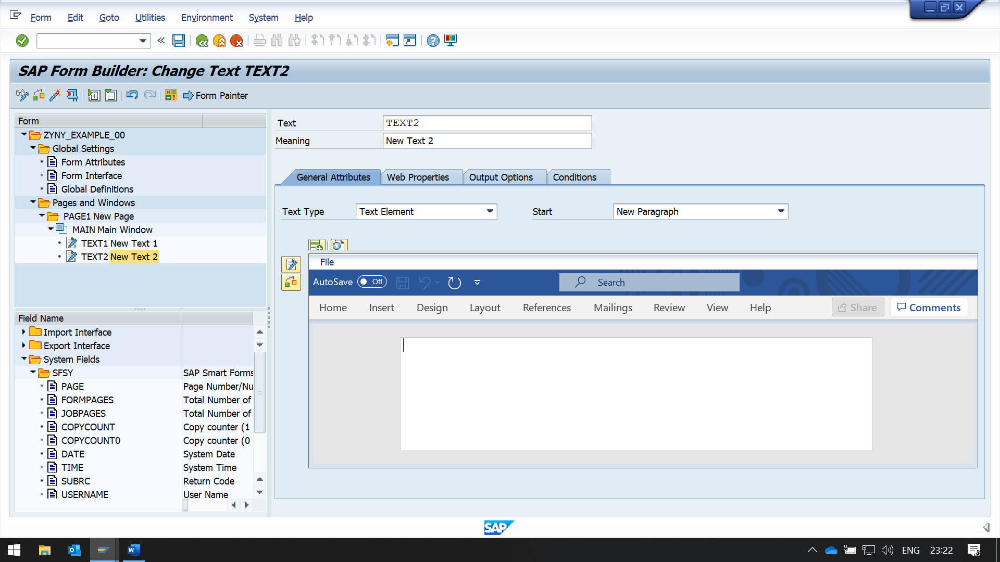 Form Edit Goto Utilities Environment System Help
SAP Form Builder: Change Text TEXT2
Form Painter
Form
ZYNY_EXAMPLE_00
Global Settings
Form Attributes
Form Interface
Global Definitions
Pages and Windows
PAGE1 New Page
MAIN Main Window
TEXT1 New Text 1
TEXT2 New Text 2
Field Name
Import Interface
Export Interface
System Fields
SFSY SAP Smart Forms
PAGE Page Number/Nu
FORMPAGES Total Number of
JOBPAGES Total Number of
COPYCOUNT Copy counter (1
COPYCOUNT0 Copy counter (0
DATE System Date
TIME System Time
SUBRC Return Code
USERNAME User Name
Text TEXT2
Meaning New Text 2
General Attributes Web Properties Output Options Conditions
Text Type Text Element Start New Paragraph
File
AutoSave Off Search
Home Insert Design Layout References Mailings Review View Help Share Comments
SAP
ENG 23:22